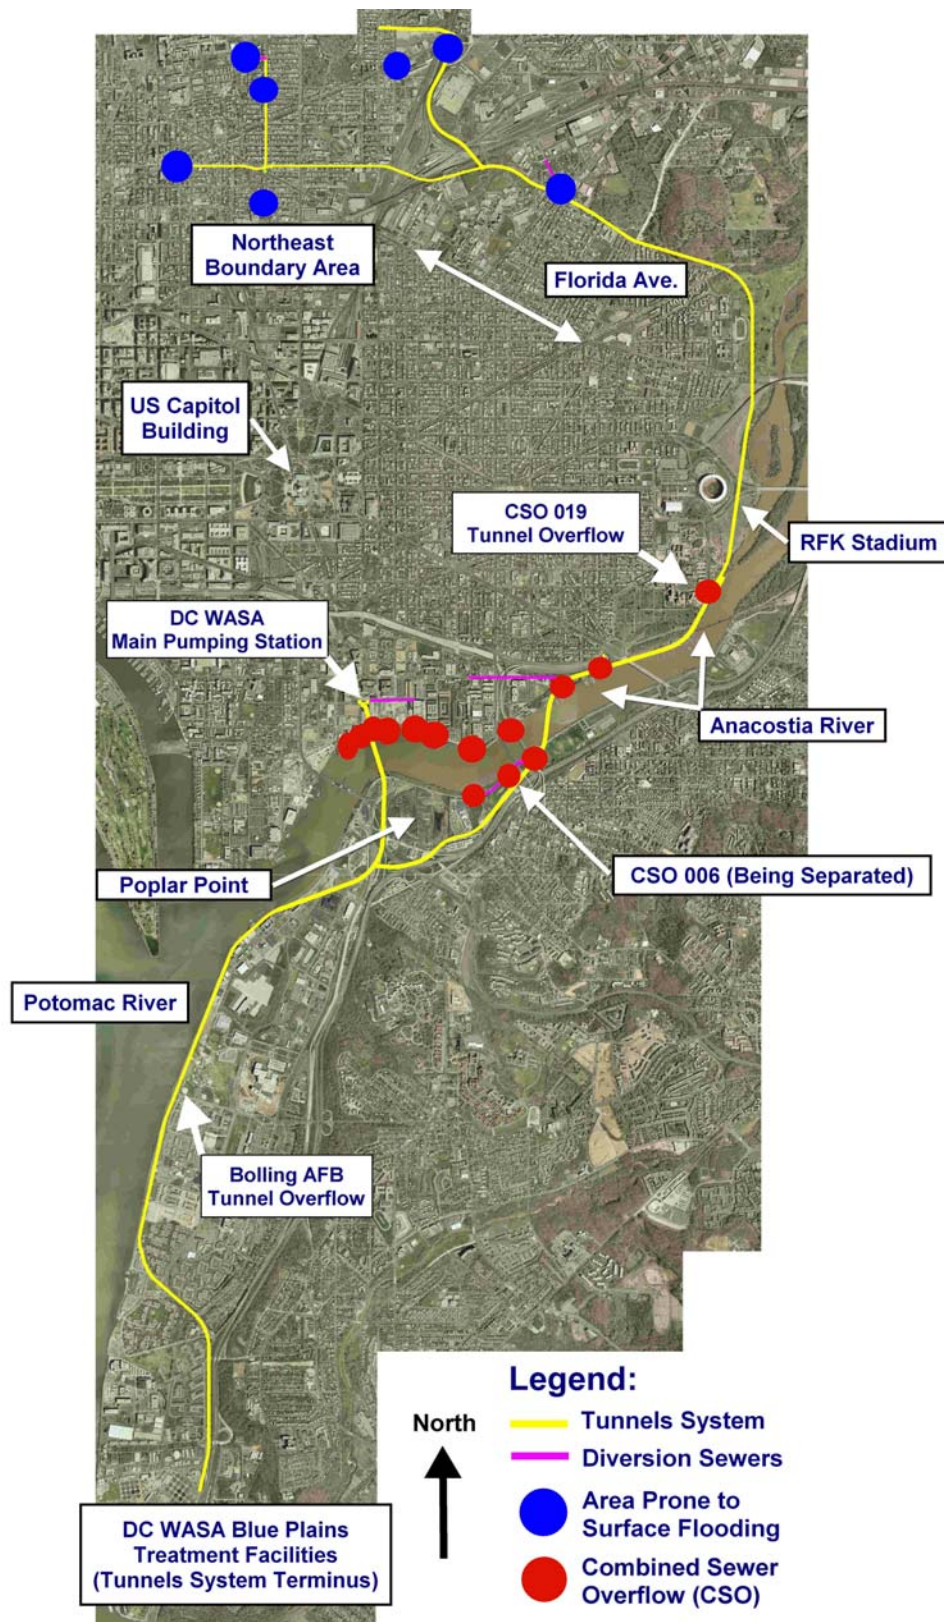 Northeast
Boundary Area
Florida Ave.
US Capitol
Building
CSO 019
Tunnel Overflow
RFK Stadium
DC WASA
Main Pumping Station
Anacostia River
Poplar Point
CSO 006 (Being Separated)
Potomac River
Bolling AFB
Tunnel Overflow
DC WASA Blue Plains
Treatment Facilities
(Tunnels System Terminus)
North
Legend:
Tunnels System
Diversion Sewers
Area Prone to
Surface Flooding
Combined Sewer
Overflow (CSO)